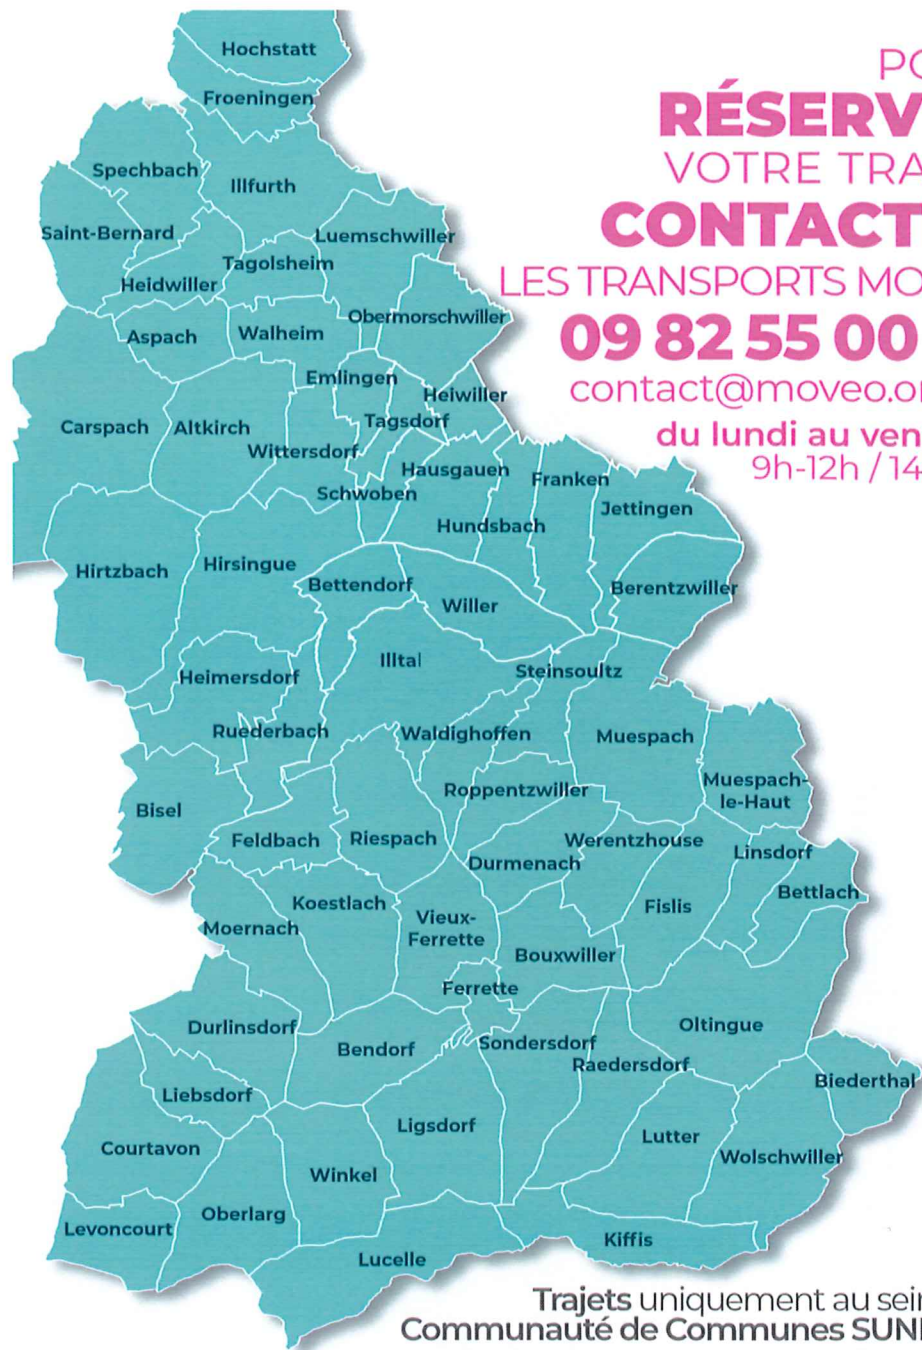 Hochstatt
Froeningen
Spechbach
Illfurth
Saint-Bernard
Luemschwiller
Heidwiller
Tagolsheim
Obermorschwiller
Aspach
Walheim
Emlingen
Heiwiller
Carspach
Altkirch
Tagsdorf
Wittersdorf
Hausgauen
Franken
Schwoben
Jettingen
Hundsbach
Hirtzbach
Hirsingue
Bettendorf
Berentzwiller
Willer
Illtal
Steinsoultz
Heimersdorf
Ruederbach
Waldighoffen
Muespach
Muespach-
le-Haut
Roppentzwiller
Bisel
Feldbach
Riespach
Werentzhouse
Linsdorf
Durmenach
Bettlach
Koestlach
Fislis
Moernach
Vieux-
Ferrette
Bouxwiller
Ferrette
Durlinsdorf
Oltingue
Bendorf
Sondersdorf
Raedersdorf
Biederthal
Liebsdorf
Ligsdorf
Lutter
Courtavon
Wolschwiller
Winkel
Levoncourt
Oberlarg
Kiffis
Lucelle
PO
RÉSERV
VOTRE TRA
CONTACT
LES TRANSPORTS MO
09 82 55 00
contact@moveo.o
du lundi au ven
9h-12h / 14
Trajets uniquement au sei
Communauté de Communes SUN